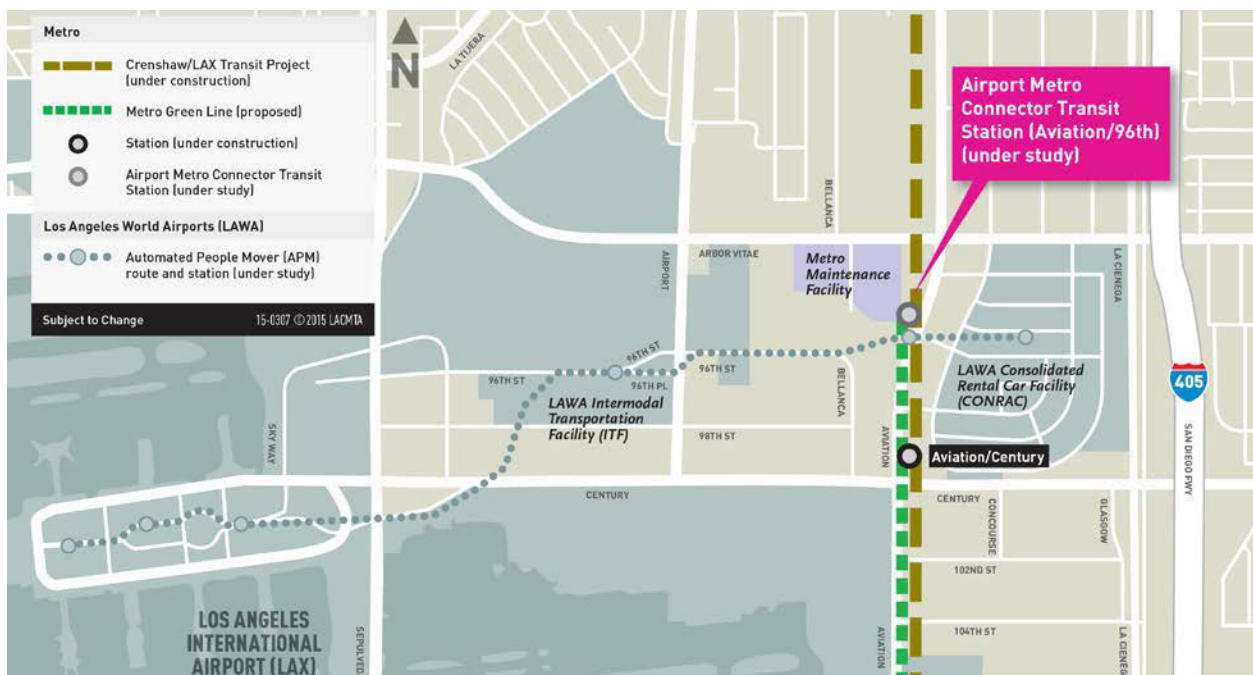 Metro
Crenshaw/LAX Transit Project
(under construction)
Metro Green Line (proposed)
Station (under construction)
Airport Metro Connector Transit
Station (under study)
Los Angeles World Airports (LAWA)
Automated People Mover (APM)
route and station (under study)
Subject to Change
15-0307 ©2015 LACMTA
N
LA TIJERA
Airport Metro
Connector Transit
Station (Aviation/96th)
(under study)
BELLANCA
AIRPORT
ARBOR VITAE
Metro
Maintenance
Facility
LA CIENEGA
405
SAN DIEGO FWY
96TH ST
96TH ST
96TH PL
96TH ST
BELLANCA
LAWA Consolidated
Rental Car Facility
(CONRAC)
LAWA Intermodal
Transportation
Facility (ITF)
SKY WAY
98TH ST
AVIATION
Aviation/Century
CENTURY
CENTURY
CONCOURSE
GLASGOW
102ND ST
104TH ST
LOS ANGELES
INTERNATIONAL
AIRPORT (LAX)
SEPULVED
AVIATION
LA CIENEG